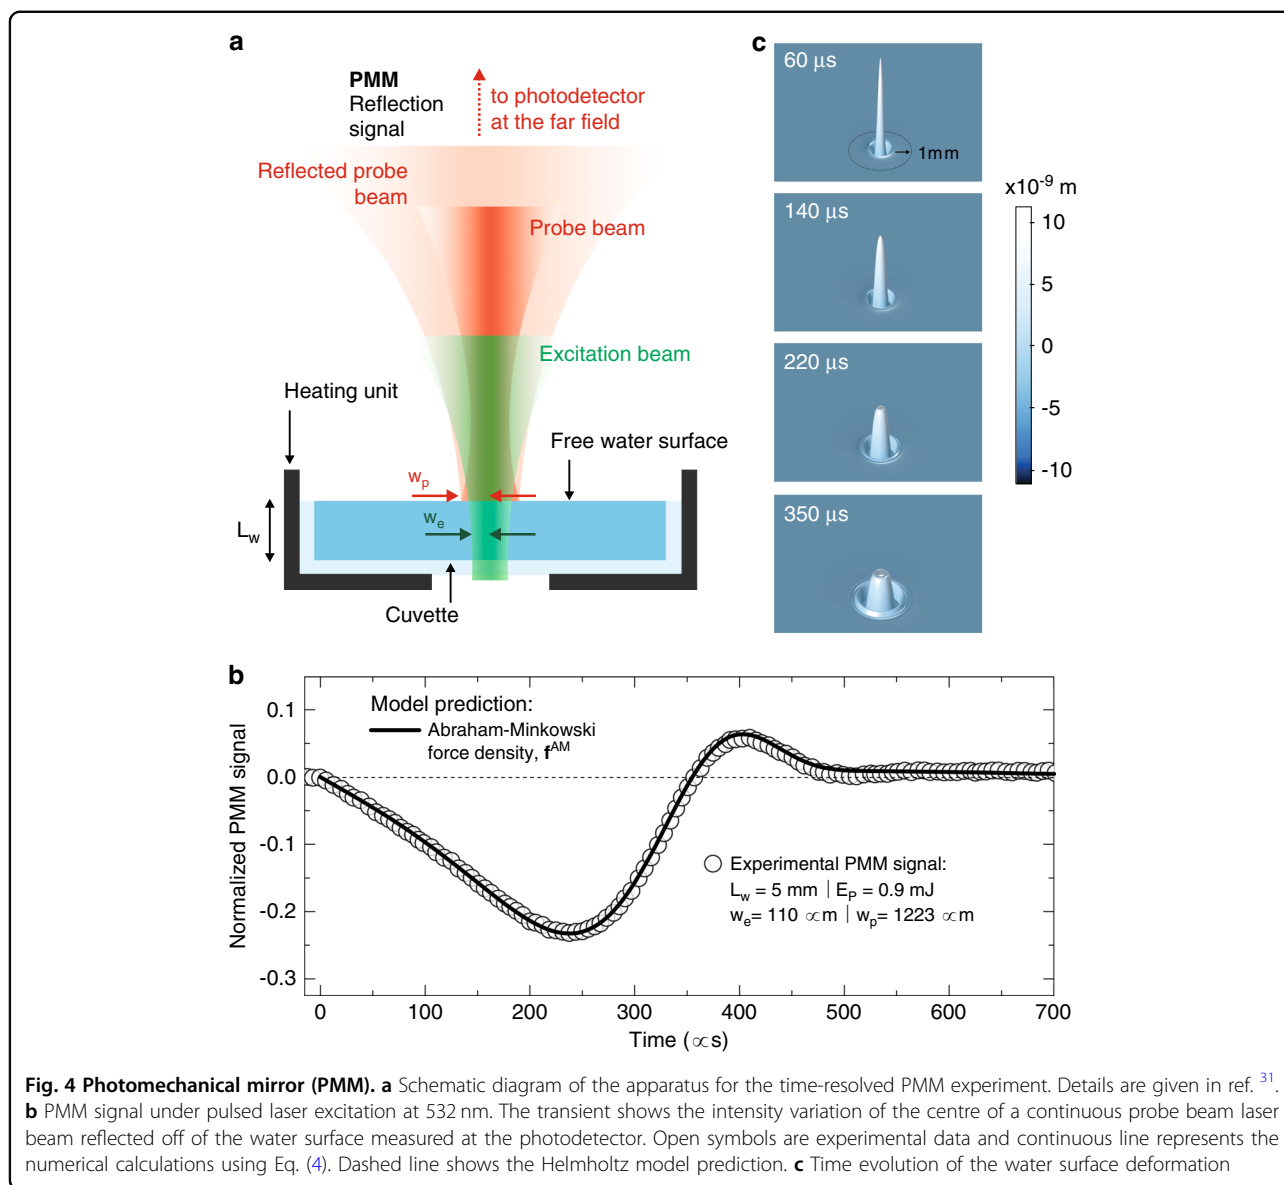 a
PMM
Reflection
signal
to photodetector
at the far field
Reflected probe
beam
Probe beam
Excitation beam
Heating unit
Free water surface
w_p
w_e
L_w
Cuvette
c
60 μs
1mm
140 μs
220 μs
350 μs
x10⁻⁹ m
10
5
0
-5
-10
b
Normalized PMM signal
0.1
0.0
-0.1
-0.2
-0.3
Model prediction:
Abraham-Minkowski
force density, f^AM
Experimental PMM signal:
L_w = 5 mm | E_P = 0.9 mJ
w_e= 110 ∝m | w_p= 1223 ∝m
0 100 200 300 400 500 600 700
Time (∝s)
Fig. 4 Photomechanical mirror (PMM). a Schematic diagram of the apparatus for the time-resolved PMM experiment. Details are given in ref. ³¹.
b PMM signal under pulsed laser excitation at 532 nm. The transient shows the intensity variation of the centre of a continuous probe beam laser
beam reflected off of the water surface measured at the photodetector. Open symbols are experimental data and continuous line represents the
numerical calculations using Eq. (4). Dashed line shows the Helmholtz model prediction. c Time evolution of the water surface deformation